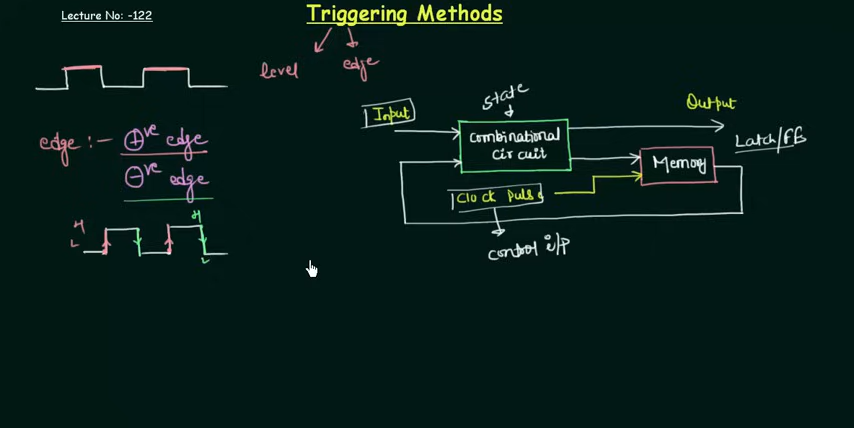 Lecture No: -122
Triggering Methods
level
edge
edge :- ⊕ve edge
⊖ve edge
H
L
H
L
State
Input
Combinational
circuit
Output
Latch/FF
Memory
Clock Pulse
control i/P